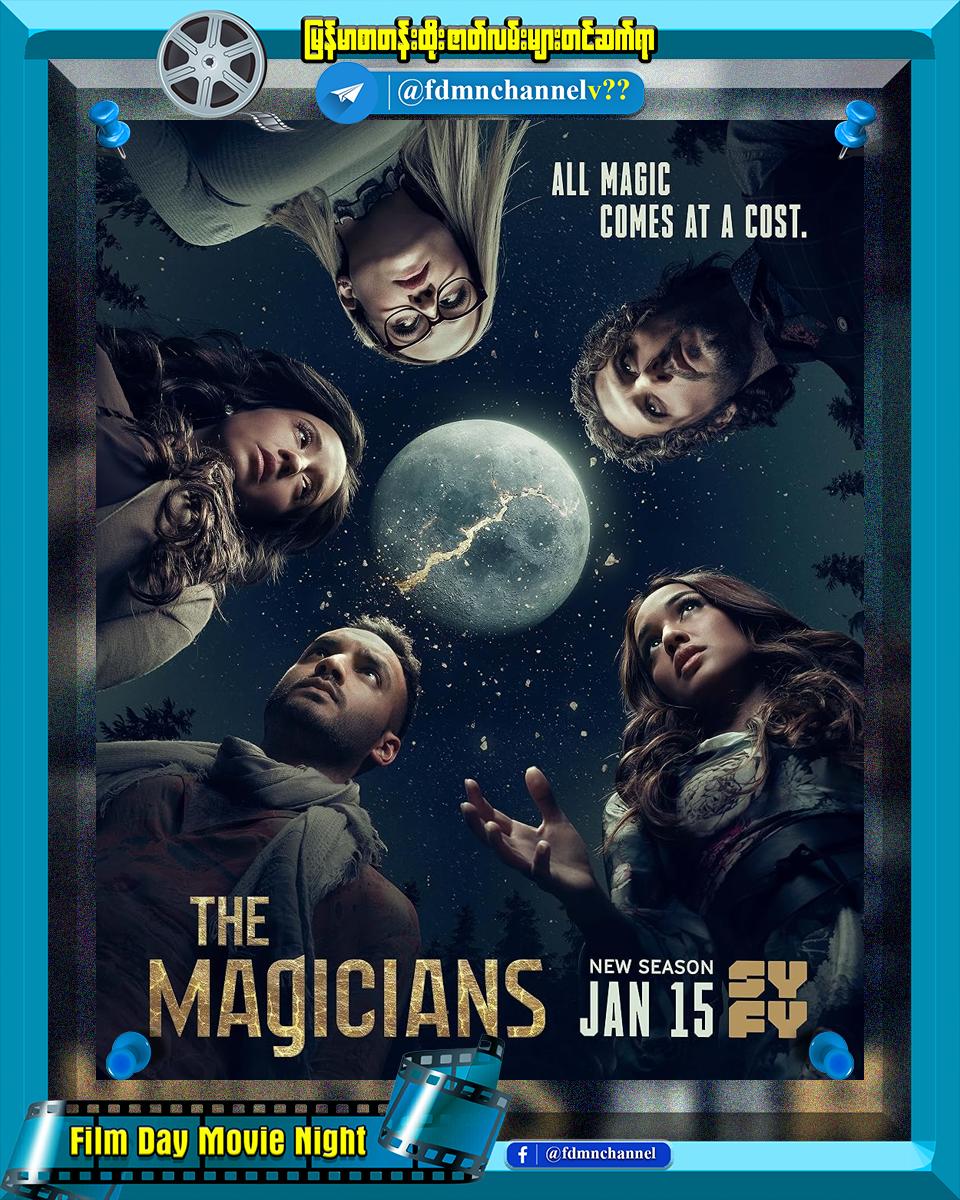 မြန်မာစာတန်းထိုးဇာတ်လမ်းများတင်ဆက်ရာ
@fdmnchannelv??
ALL MAGIC
COMES AT A COST.
THE
MAgICIANS
NEW SEASON
JAN 15
SYFY
Film Day Movie Night
f @fdmnchannel